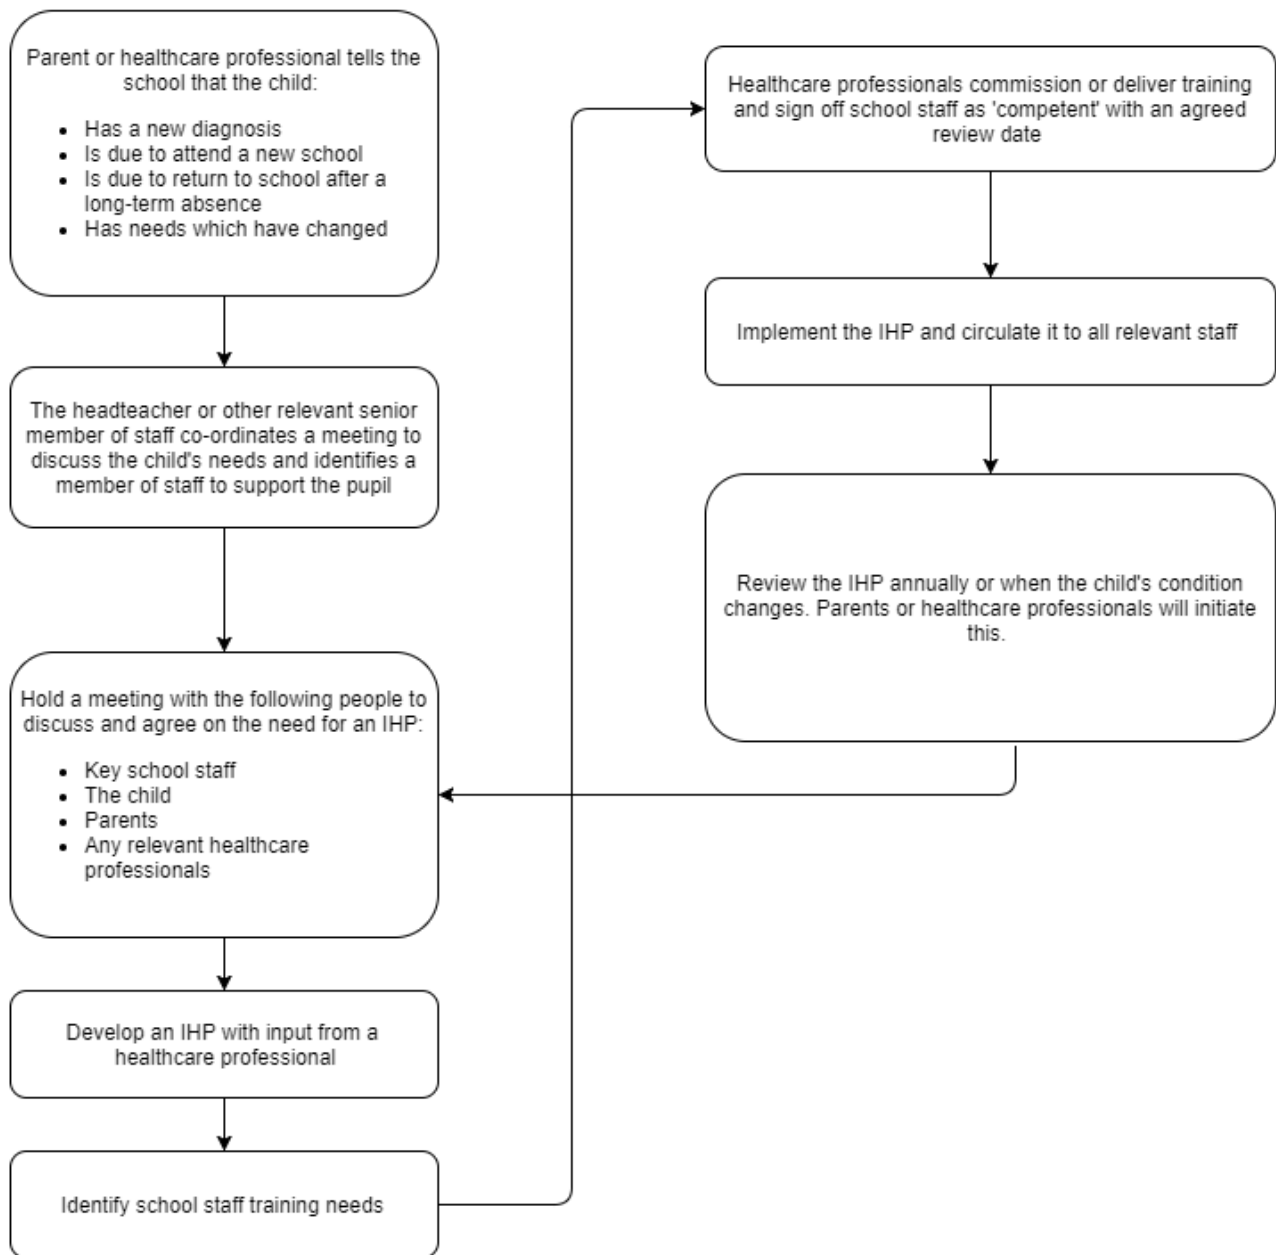 Parent or healthcare professional tells the
school that the child:
• Has a new diagnosis
• Is due to attend a new school
• Is due to return to school after a
long-term absence
• Has needs which have changed
The headteacher or other relevant senior
member of staff co-ordinates a meeting to
discuss the child's needs and identifies a
member of staff to support the pupil
Hold a meeting with the following people to
discuss and agree on the need for an IHP:
• Key school staff
• The child
• Parents
• Any relevant healthcare
professionals
Develop an IHP with input from a
healthcare professional
Identify school staff training needs
Healthcare professionals commission or deliver training
and sign off school staff as 'competent' with an agreed
review date
Implement the IHP and circulate it to all relevant staff
Review the IHP annually or when the child's condition
changes. Parents or healthcare professionals will initiate
this.